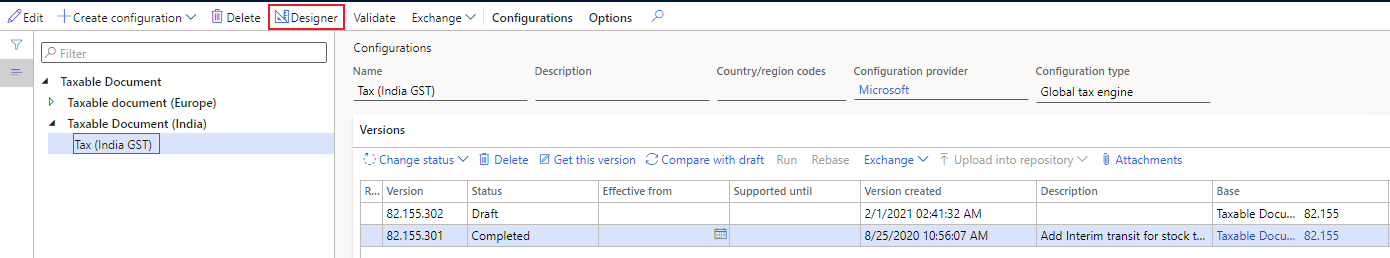 Edit Create configuration Delete Designer Validate Exchange Configurations Options
Filter
Taxable Document
Taxable document (Europe)
Taxable Document (India)
Tax (India GST)
Configurations
Name Description Country/region codes Configuration provider Configuration type
Tax (India GST) Microsoft Global tax engine
Versions
Change status Delete Get this version Compare with draft Run Rebase Exchange Upload into repository Attachments
R... Version Status Effective from Supported until Version created Description Base
82.155.302 Draft 2/1/2021 02:41:32 AM Taxable Docu... 82.155
82.155.301 Completed 8/25/2020 10:56:07 AM Add Interim transit for stock t... Taxable Docu... 82.155